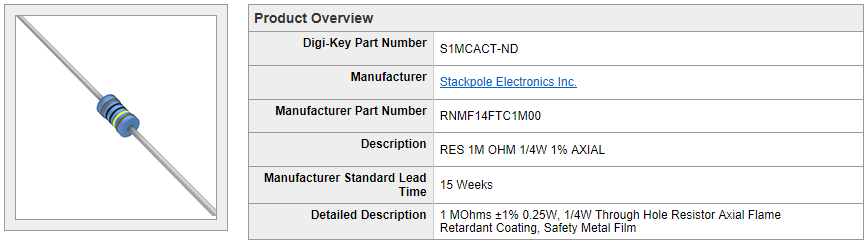 Product Overview
Digi-Key Part Number S1MCACT-ND
Manufacturer Stackpole Electronics Inc.
Manufacturer Part Number RNMF14FTC1M00
Description RES 1M OHM 1/4W 1% AXIAL
Manufacturer Standard Lead
Time 15 Weeks
Detailed Description 1 MOhms ±1% 0.25W, 1/4W Through Hole Resistor Axial Flame
Retardant Coating, Safety Metal Film